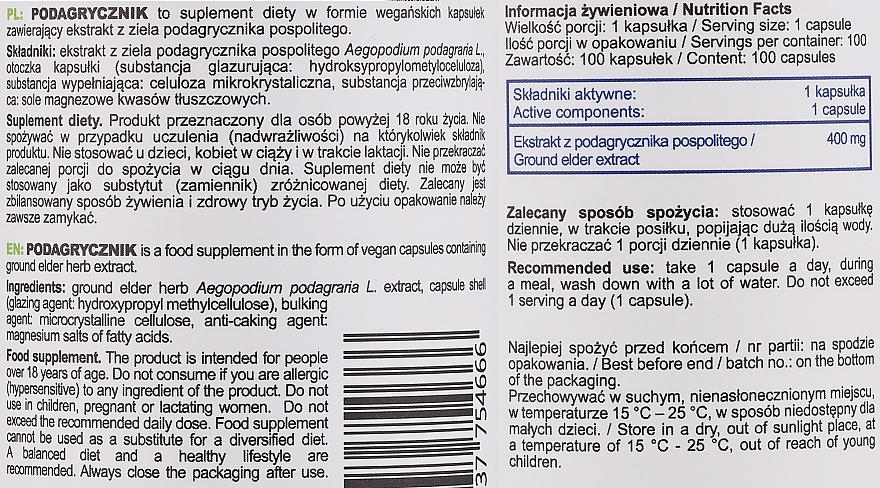 PL: PODAGRYCZNIK to suplement diety w formie wegańskich kapsułek
zawierający ekstrakt z ziela podagrycznika pospolitego.
Składniki: ekstrakt z ziela podagrycznika pospolitego Aegopodium podagraria L.,
otoczka kapsułki (substancja glazurująca: hydroksypropylometyloceluloza),
substancja wypełniająca: celuloza mikrokrystaliczna, substancja przeciwzbrylają-
ca: sole magnezowe kwasów tłuszczowych.
Suplement diety. Produkt przeznaczony dla osób powyżej 18 roku życia. Nie
spożywać w przypadku uczulenia (nadwrażliwości) na którykolwiek składnik
produktu. Nie stosować u dzieci, kobiet w ciąży i w trakcie laktacji. Nie przekraczać
zalecanej porcji do spożycia w ciągu dnia. Suplement diety nie może być
stosowany jako substytut (zamiennik) zróżnicowanej diety. Zalecany jest
zbilansowany sposób żywienia i zdrowy tryb życia. Po użyciu opakowanie należy
zawsze zamykać.
EN: PODAGRYCZNIK is a food supplement in the form of vegan capsules containing
ground elder herb extract.
Ingredients: ground elder herb Aegopodium podagraria L. extract, capsule shell
(glazing agent: hydroxypropyl methylcellulose), bulking
agent: microcrystalline cellulose, anti-caking agent:
magnesium salts of fatty acids.
Food supplement. The product is intended for people
over 18 years of age. Do not consume if you are allergic
(hypersensitive) to any ingredient of the product. Do not
use in children, pregnant or lactating women. Do not
exceed the recommended daily dose. Food supplement
cannot be used as a substitute for a diversified diet.
A balanced diet and a healthy lifestyle are
recommended. Always close the packaging after use.
37 754666
Informacja żywieniowa / Nutrition Facts
Wielkość porcji: 1 kapsułka / Serving size: 1 capsule
Ilość porcji w opakowaniu / Servings per container: 100
Zawartość: 100 kapsułek / Content: 100 capsules
Składniki aktywne: 1 kapsułka
Active components: 1 capsule
Ekstrakt z podagrycznika pospolitego / 400 mg
Ground elder extract
Zalecany sposób spożycia: stosować 1 kapsułkę
dziennie, w trakcie posiłku, popijając dużą ilością wody.
Nie przekraczać 1 porcji dziennie (1 kapsułka).
Recommended use: take 1 capsule a day, during
a meal, wash down with a lot of water. Do not exceed
1 serving a day (1 capsule).
Najlepiej spożyć przed końcem / nr partii: na spodzie
opakowania. / Best before end / batch no.: on the bottom
of the packaging.
Przechowywać w suchym, nienasłonecznionym miejscu,
w temperaturze 15 °C – 25 °C, w sposób niedostępny dla
małych dzieci. / Store in a dry, out of sunlight place, at
a temperature of 15 °C - 25 °C, out of reach of young
children.